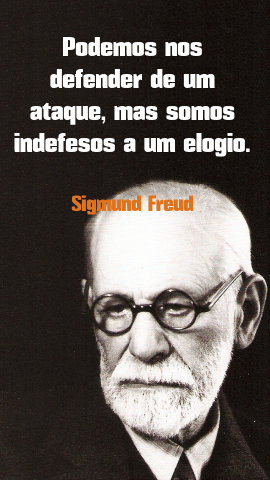 Podemos nos
defender de um
ataque, mas somos
indefesos a um elogio.
Sigmund Freud